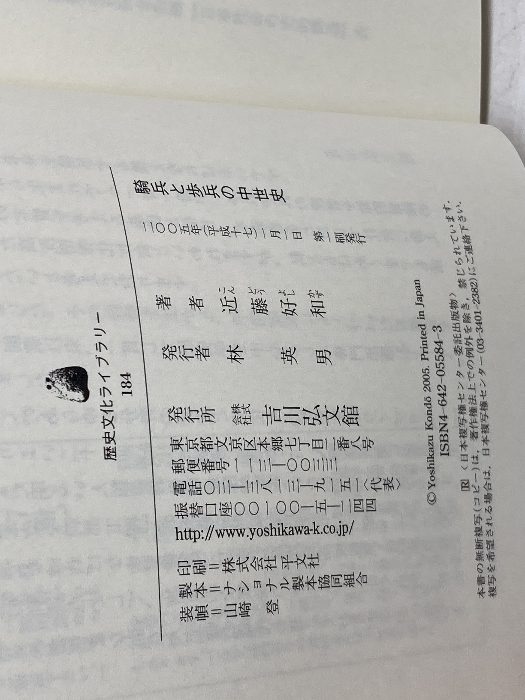 歴史文化ライブラリー
184
騎兵と歩兵の中世史
二〇〇五年(平成十七)二月一日 第一刷発行
著者 近藤好和
こん どう よし かず
発行者 林英男
発行所 株式会社 吉川弘文館
東京都文京区本郷七丁目二番八号
郵便番号一一三―〇〇三三
電話〇三―三八一三―九一五一〈代表〉
振替口座〇〇一〇〇―五―二四四
http://www.yoshikawa-k.co.jp/
印刷=株式会社 平文社
製本=ナショナル製本協同組合
装幀=山崎 登
© Yoshikazu Kondō 2005. Printed in Japan
ISBN4-642-05584-3
〈日本複写権センター委託出版物〉
本書の無断複写(コピー)は、著作権法上での例外を除き、禁じられています.
複写を希望される場合は、日本複写権センター(03-3401-2382)にご連絡下さい.